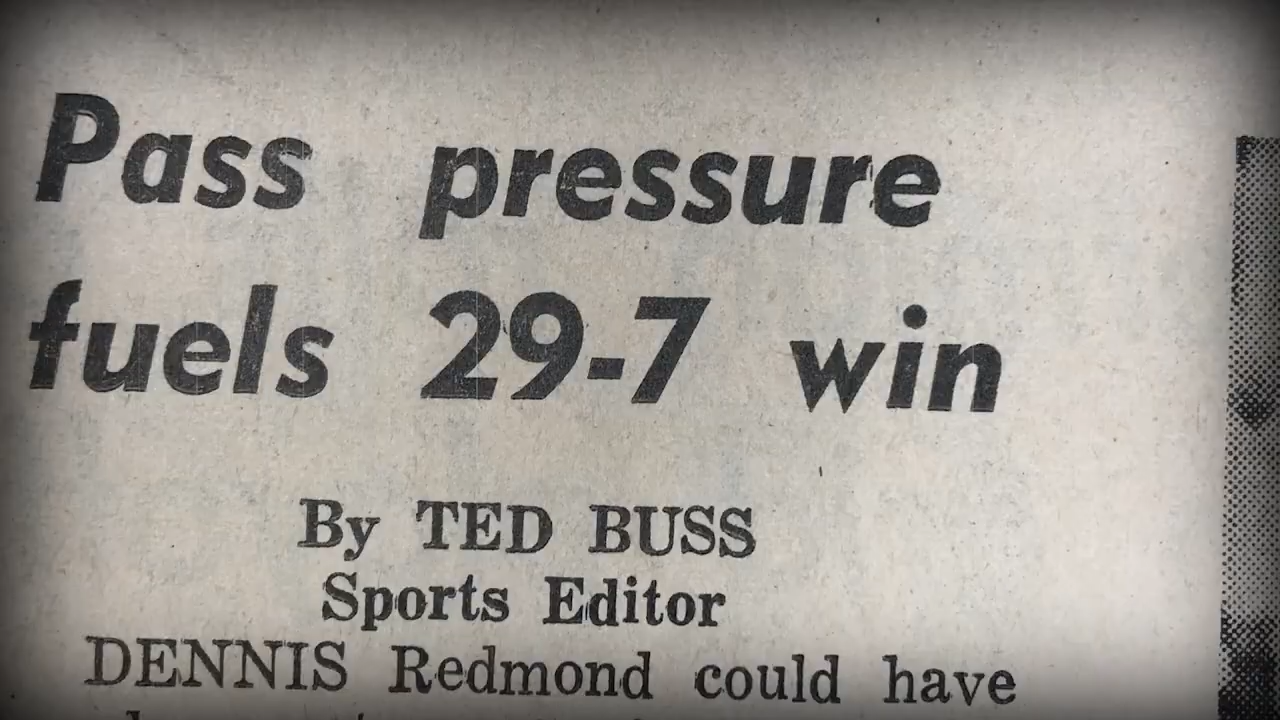 Pass pressure
fuels 29-7 win
By TED BUSS
Sports Editor
DENNIS Redmond could have